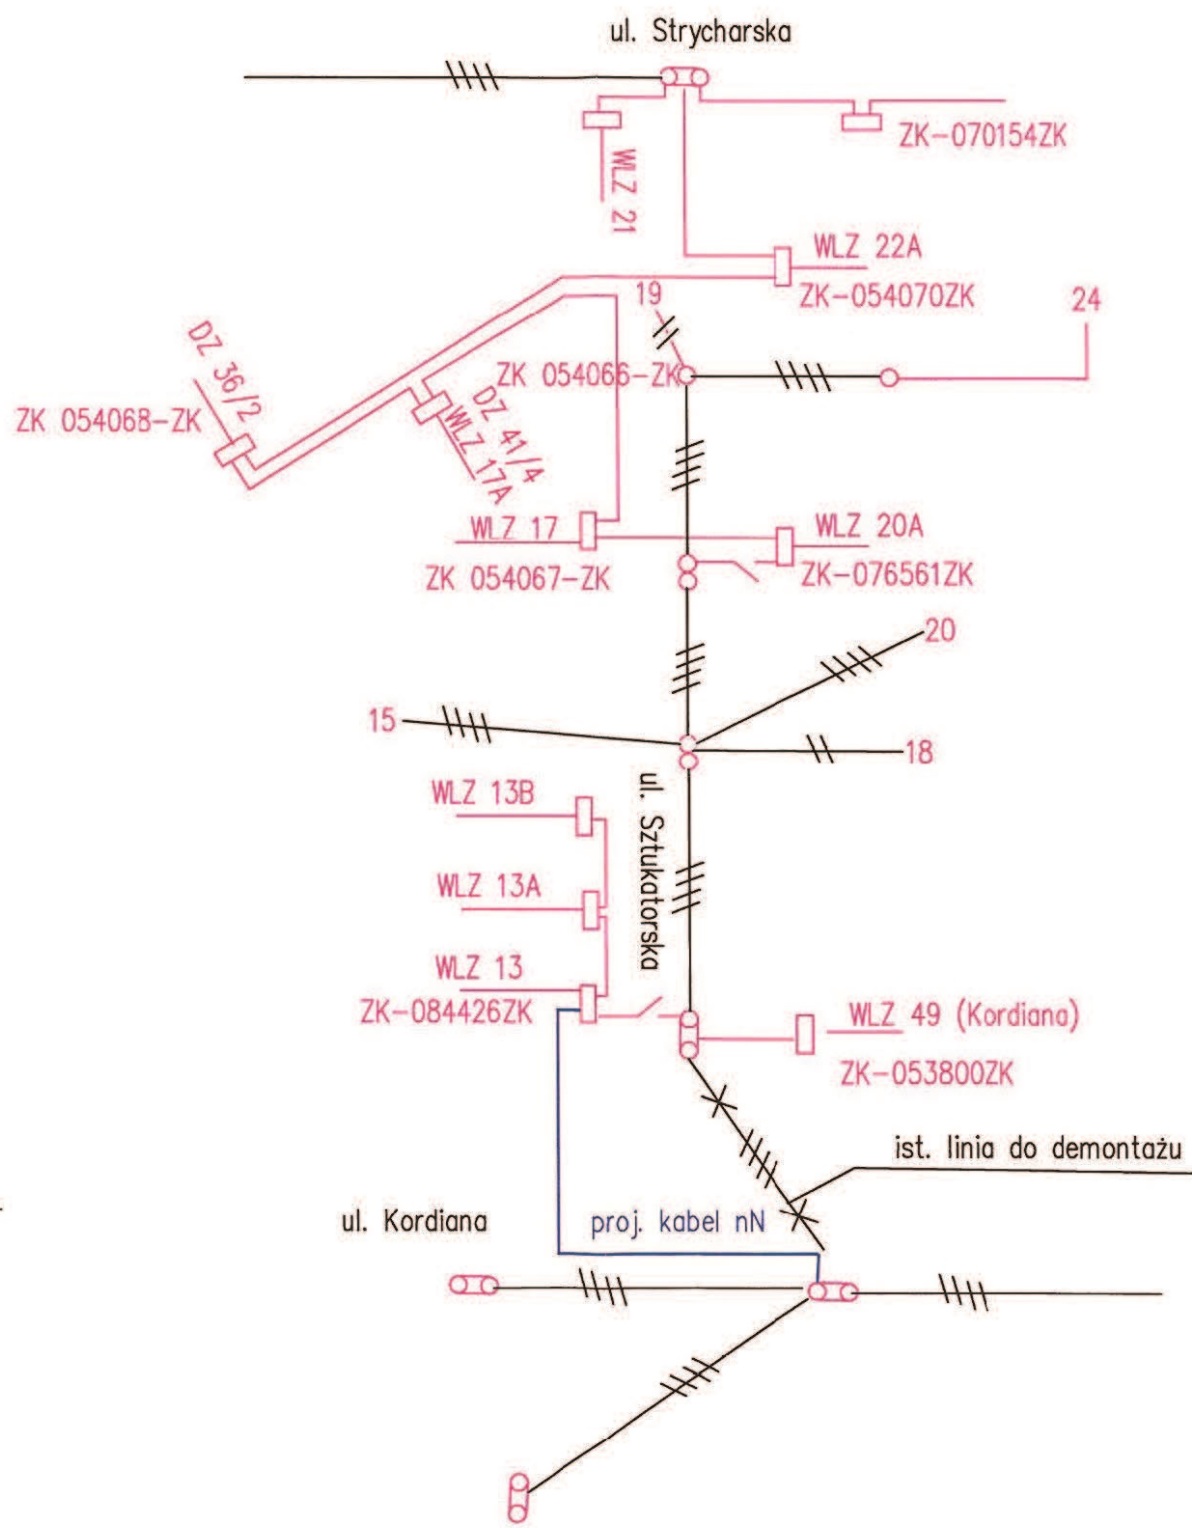 ul. Strycharska
ZK-070154ZK
WLZ 21
WLZ 22A
ZK-054070ZK
19
24
DZ 36/2
ZK 054066-ZK
ZK 054068-ZK
DZ 41/4
WLZ 17A
WLZ 17
WLZ 20A
ZK 054067-ZK
ZK-076561ZK
20
15
18
ul. Sztukatorska
WLZ 13B
WLZ 13A
WLZ 13
ZK-084426ZK
WLZ 49 (Kordiana)
ZK-053800ZK
ist. linia do demontażu
ul. Kordiana
proj. kabel nN